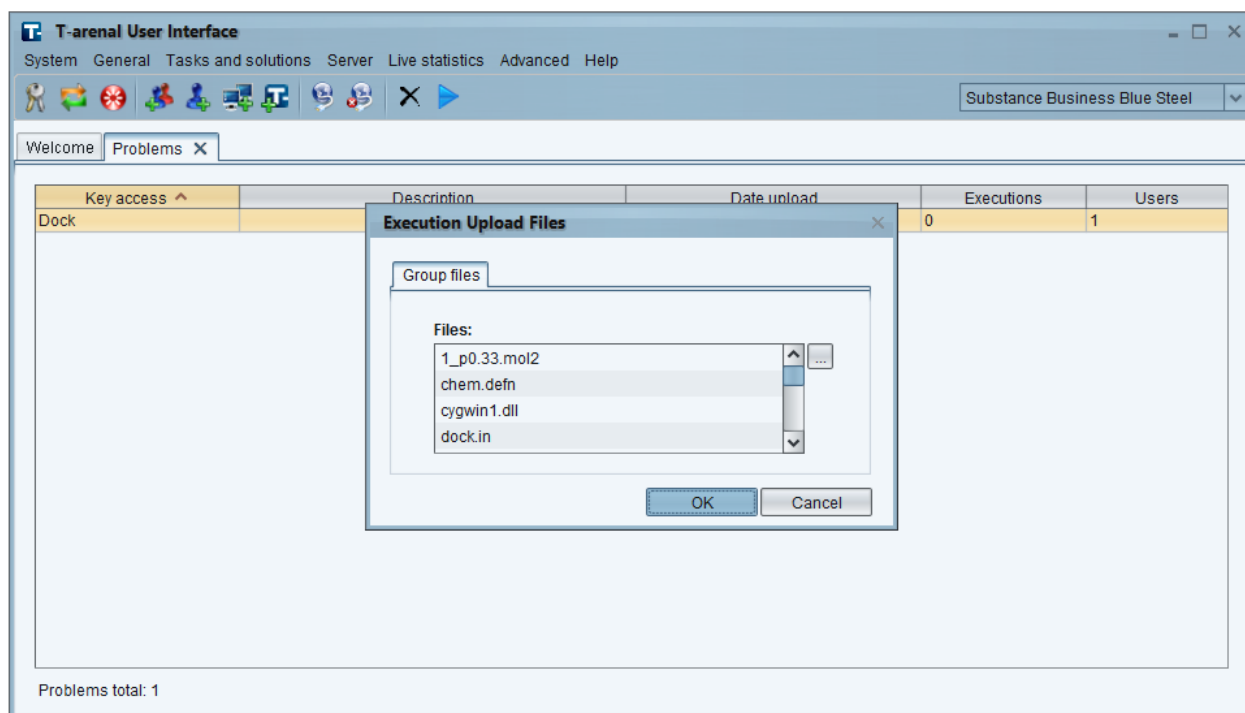 T-arenal User Interface
System General Tasks and solutions Server Live statistics Advanced Help
Substance Business Blue Steel
Welcome Problems
Key access Description Date upload Executions Users
Dock 0 1
Execution Upload Files
Group files
Files:
1_p0.33.mol2
...
chem.defn
cygwin1.dll
dock.in
OK Cancel
Problems total: 1